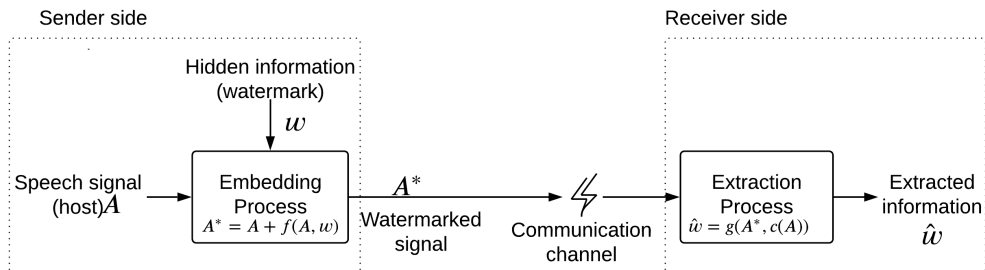 Sender side
Receiver side
Hidden information
(watermark)
w
Speech signal
(host)A
Embedding
Process
A* = A + f(A, w)
A*
Watermarked
signal
Communication
channel
Extraction
Process
ŵ = g(A*, c(A))
Extracted
information
ŵ